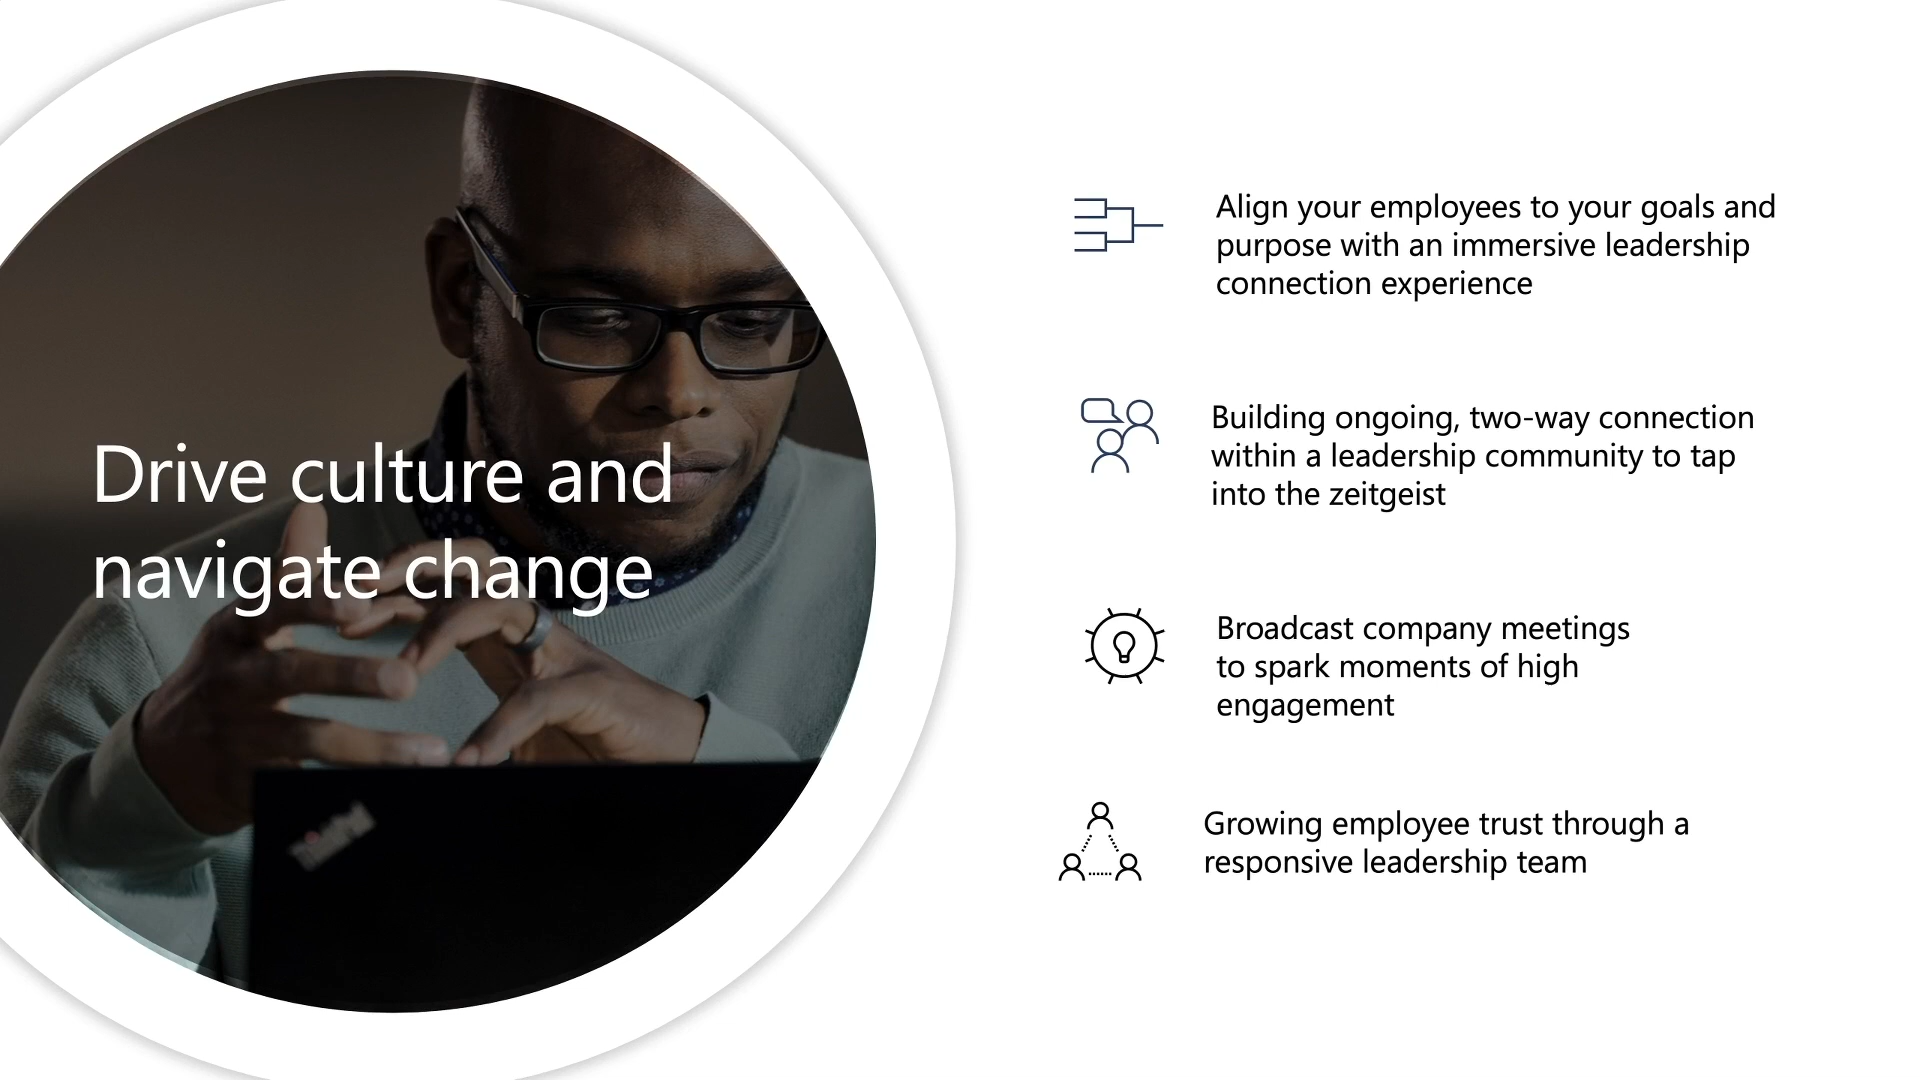 Drive culture and
navigate change
Align your employees to your goals and
purpose with an immersive leadership
connection experience
Building ongoing, two-way connection
within a leadership community to tap
into the zeitgeist
Broadcast company meetings
to spark moments of high
engagement
Growing employee trust through a
responsive leadership team